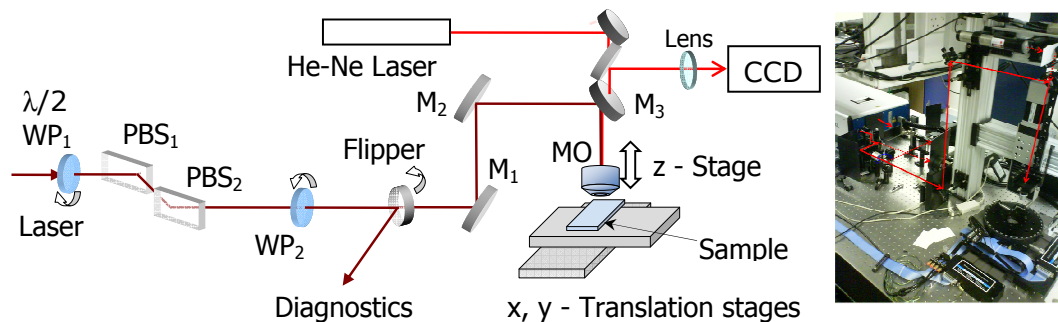 λ/2
WP1
PBS1
PBS2
Laser
WP2
Flipper
Diagnostics
M1
M2
He-Ne Laser
M3
Lens
CCD
MO
z - Stage
Sample
x, y - Translation stages